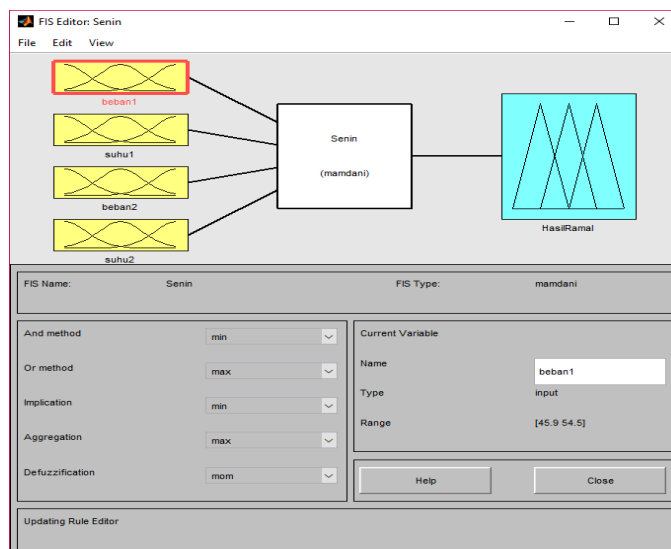 FIS Editor: Senin
File Edit View
beban1
suhu1
beban2
suhu2
Senin
(mamdani)
HasilRamal
FIS Name: Senin FIS Type: mamdani
And method min
Or method max
Implication min
Aggregation max
Defuzzification mom
Current Variable
Name beban1
Type input
Range [45.9 54.5]
Help Close
Updating Rule Editor